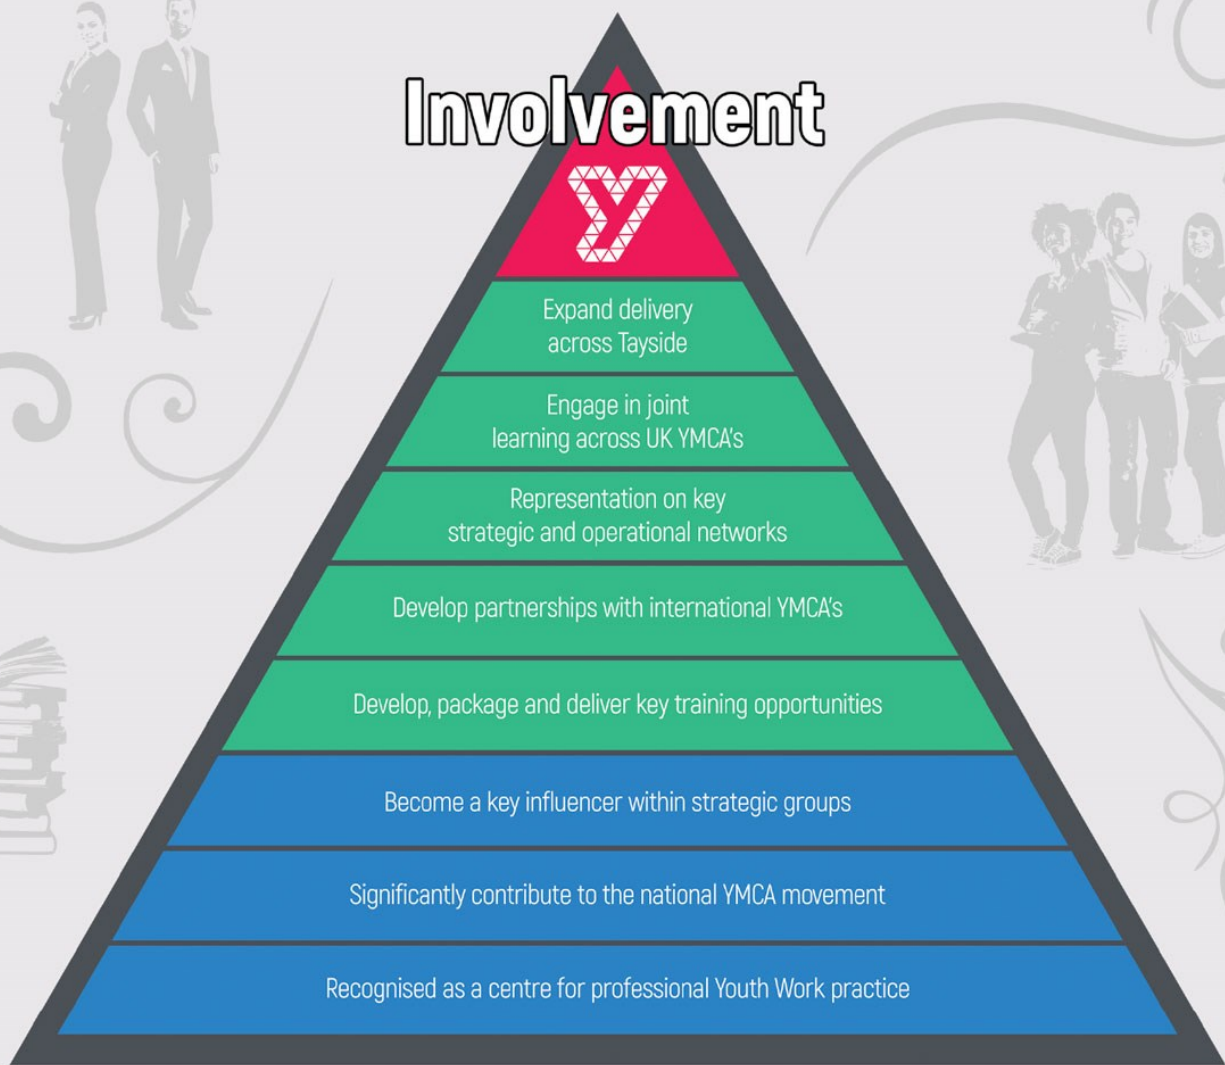 Involvement
Y
Expand delivery
across Tayside
Engage in joint
learning across UK YMCA's
Representation on key
strategic and operational networks
Develop partnerships with international YMCA's
Develop, package and deliver key training opportunities
Become a key influencer within strategic groups
Significantly contribute to the national YMCA movement
Recognised as a centre for professional Youth Work practice